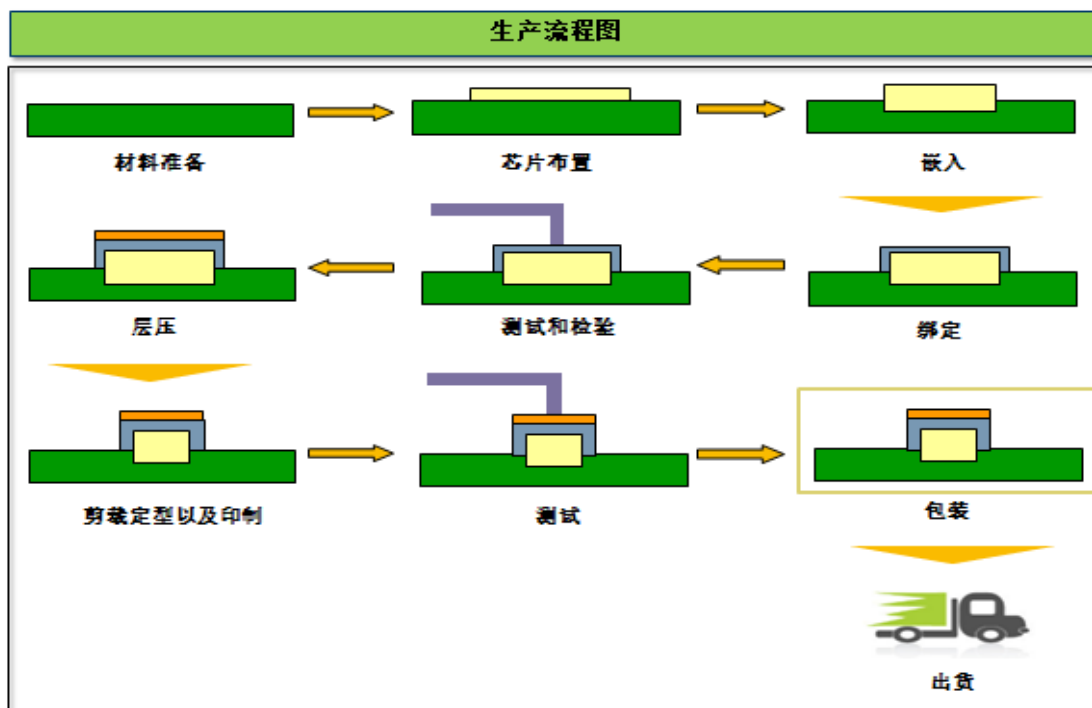 生产流程图
材料准备
芯片布置
嵌入
层压
测试和检验
绑定
剪裁定型以及印制
测试
包装
出货